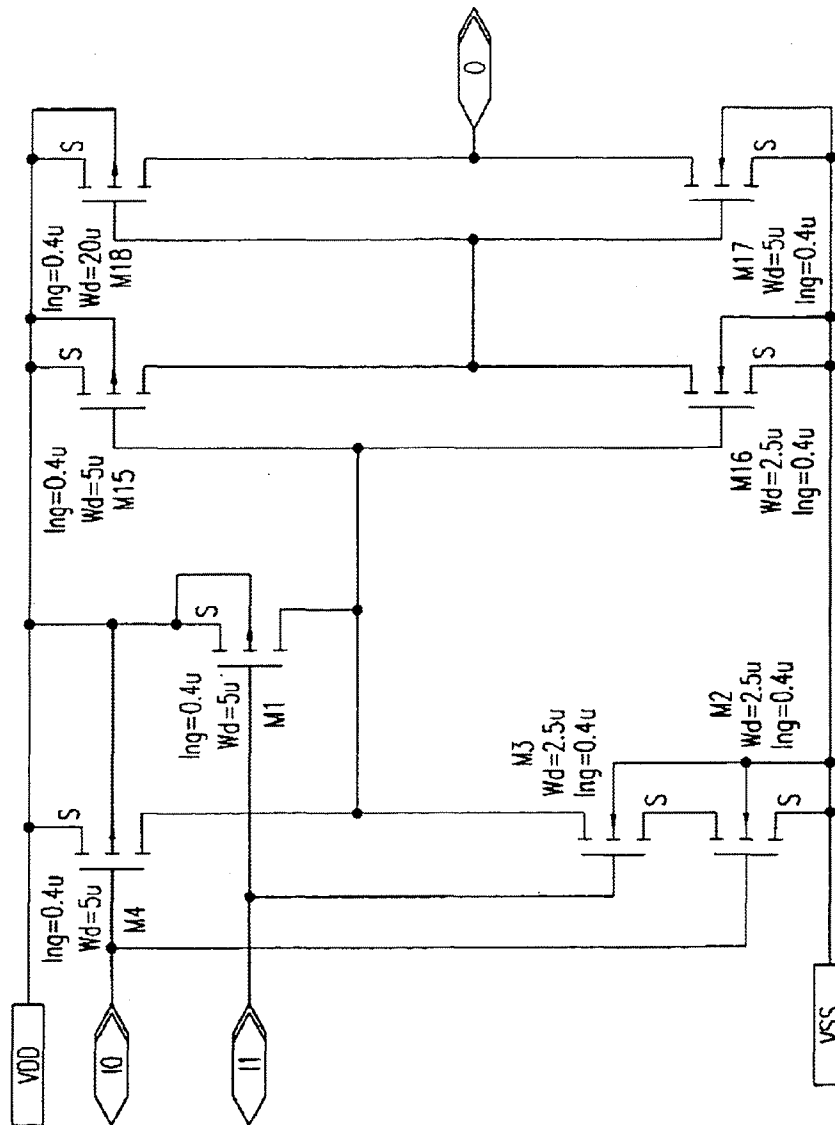 VDD
lng=0.4u
Wd=5u
M4
S
lng=0.4u
Wd=5u
M15
S
lng=0.4u
Wd=20u
M18
S
I0
lng=0.4u
Wd=5u
M1
S
I1
O
M3
Wd=2.5u
lng=0.4u
S
M2
Wd=2.5u
lng=0.4u
S
M16
Wd=2.5u
lng=0.4u
S
M17
Wd=5u
lng=0.4u
S
VSS